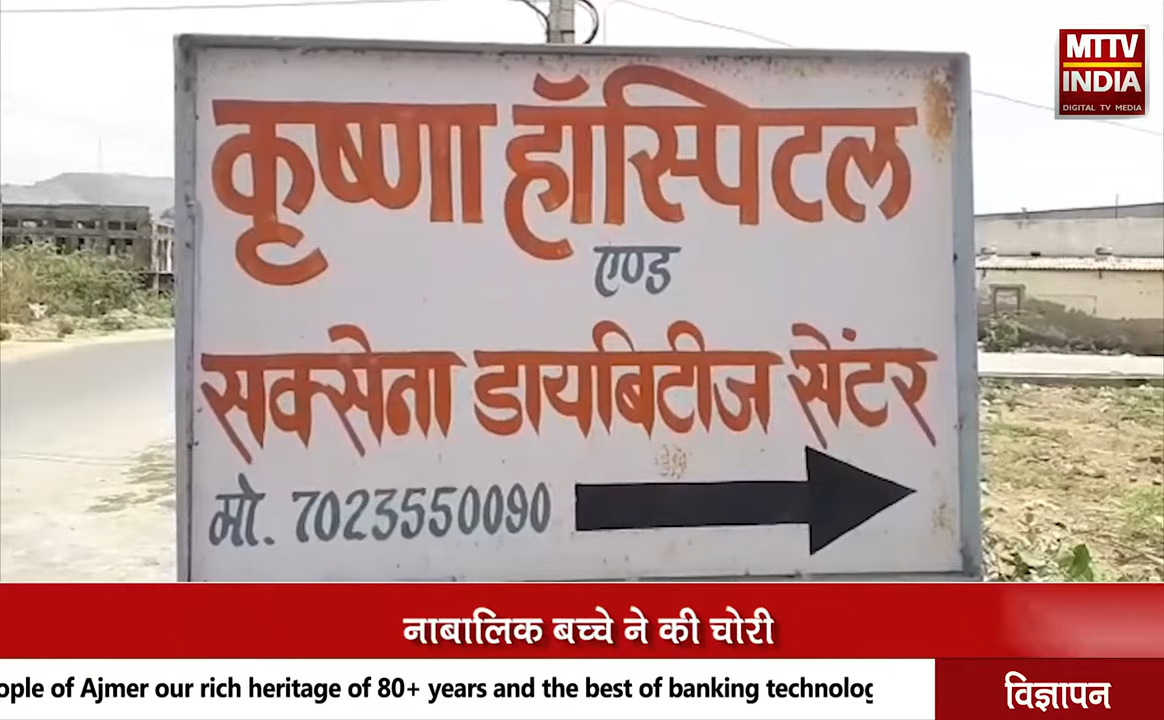 MTTV
INDIA
DIGITAL TV MEDIA
कृष्णा हॉस्पिटल
एण्ड
सक्सेना डायबिटीज सेंटर
मो. 7023550090
नाबालिक बच्चे ने की चोरी
ople of Ajmer our rich heritage of 80+ years and the best of banking technolog
विज्ञापन